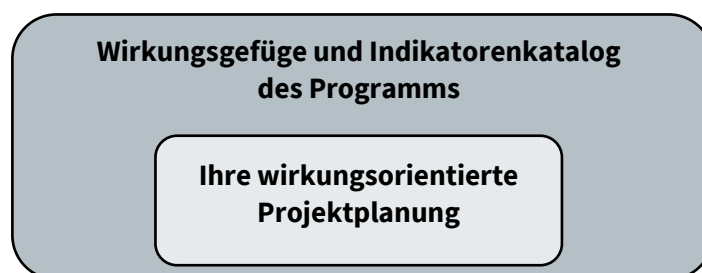 Wirkungsgefüge und Indikatorenkatalog
des Programms
Ihre wirkungsorientierte
Projektplanung